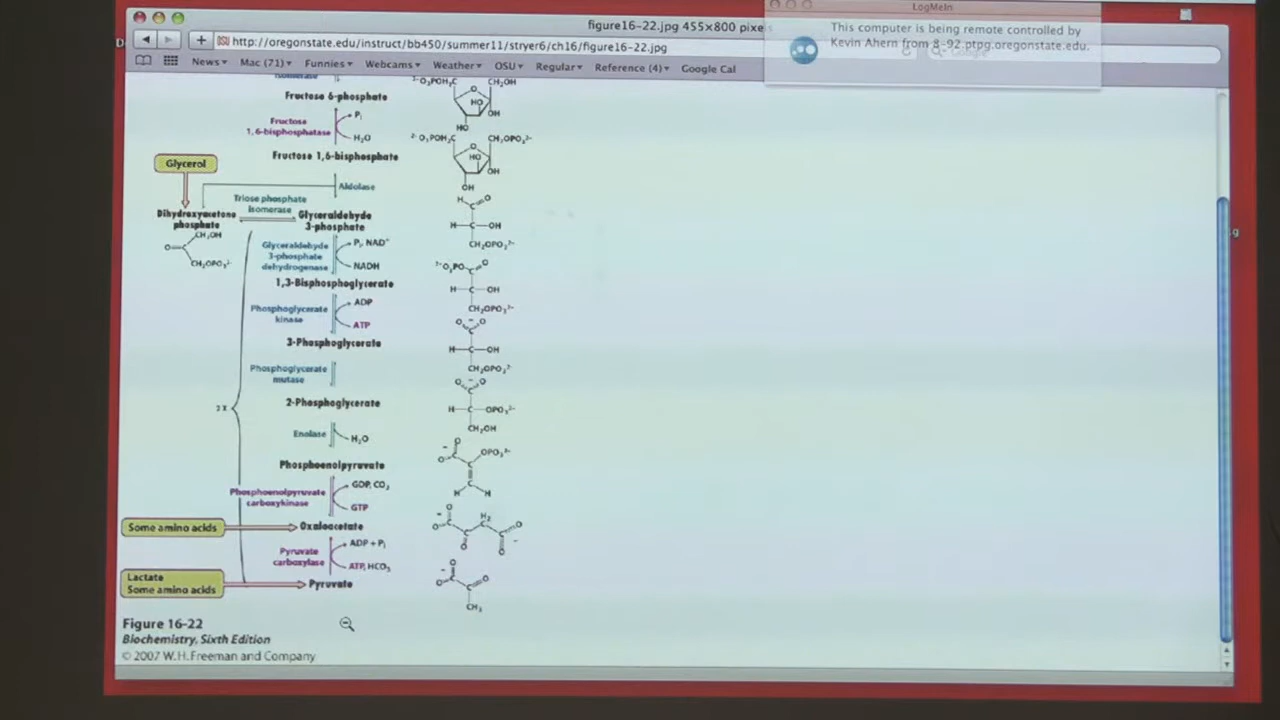 LogMeIn
figure16-22.jpg 455×800 pixels
This computer is being remote controlled by
Kevin Ahern from 8-92.ptpg.oregonstate.edu.
http://oregonstate.edu/instruct/bb450/summer11/stryer6/ch16/figure16-22.jpg
News Mac (71) Funnies Webcams Weather OSU Regular Reference (4) Google Cal
Fructose 6-phosphate
Fructose
1,6-bisphosphatase
Pi
H₂O
Fructose 1,6-bisphosphate
Glycerol
Aldolase
Triose phosphate
isomerase
Dihydroxyacetone
phosphate
Glyceraldehyde
3-phosphate
Glyceraldehyde
3-phosphate
dehydrogenase
Pi, NAD⁺
NADH
1,3-Bisphosphoglycerate
Phosphoglycerate
kinase
ADP
ATP
3-Phosphoglycerate
Phosphoglycerate
mutase
2-Phosphoglycerate
2 X
Enolase
H₂O
Phosphoenolpyruvate
Phosphoenolpyruvate
carboxykinase
GDP, CO₂
GTP
Some amino acids
Oxaloacetate
Pyruvate
carboxylase
ADP + Pi
ATP, HCO₃
Lactate
Some amino acids
Pyruvate
Figure 16-22
Biochemistry, Sixth Edition
© 2007 W.H.Freeman and Company